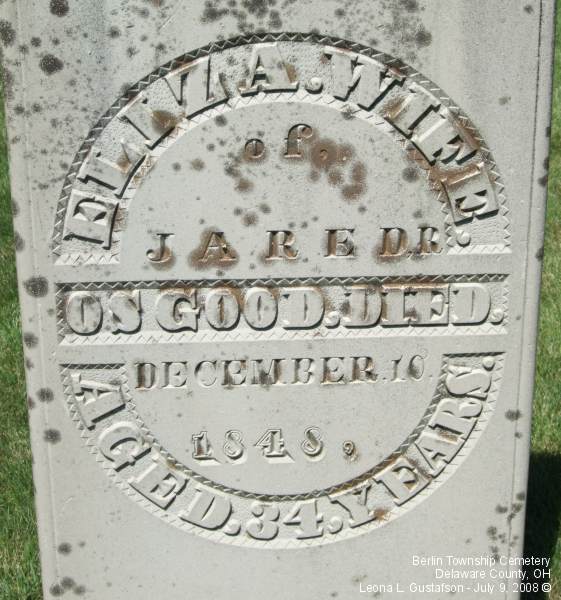 ELIZA. WIFE.
of.
JARED R.
OSGOOD. DIED.
DECEMBER. 10.
1848,
AGED. 34. YEARS.
Berlin Township Cemetery
Delaware County, OH
Leona L. Gustafson - July 9, 2008 ©